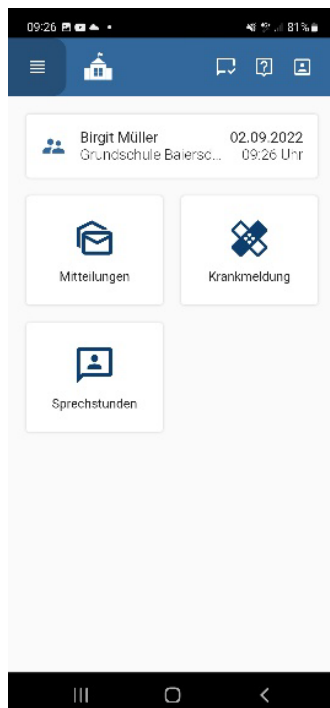 09:26
81%
Birgit Müller 02.09.2022
Grundschule Baiersc... 09:26 Uhr
Mitteilungen Krankmeldung
Sprechstunden